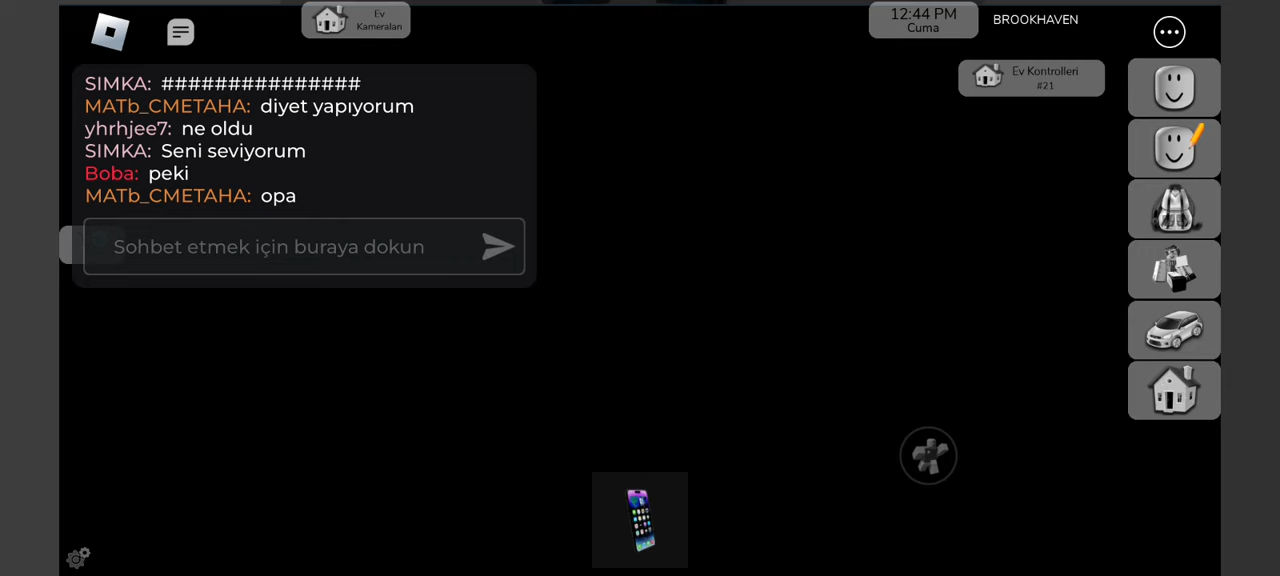 Ev
Kameraları
12:44 PM
Cuma
BROOKHAVEN
Ev Kontrolleri
#21
SIMKA: ###############
MATb_CMETAHA: diyet yapıyorum
yhrhjee7: ne oldu
SIMKA: Seni seviyorum
Boba: peki
MATb_CMETAHA: opa
Sohbet etmek için buraya dokun